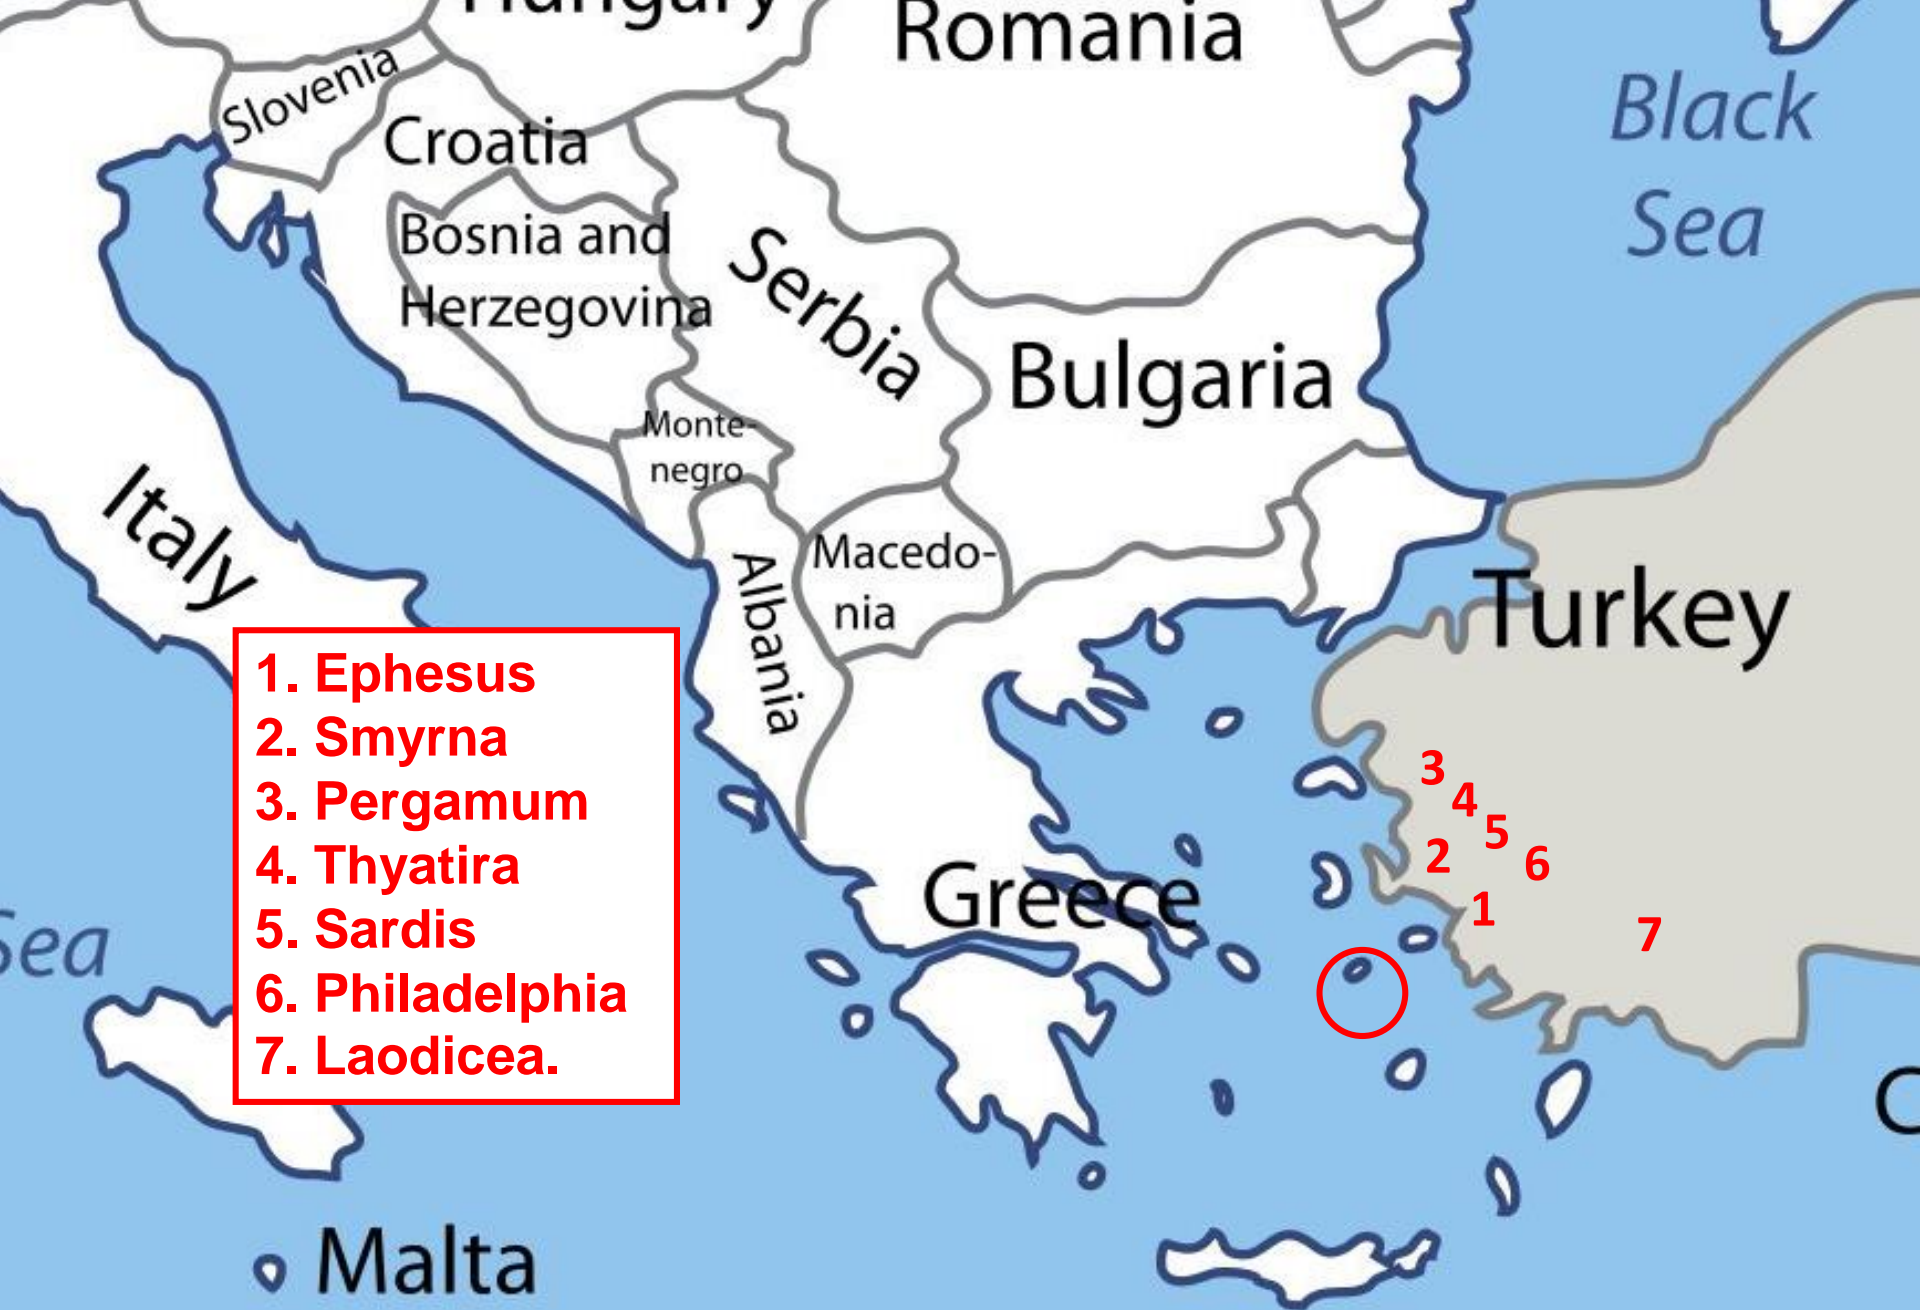 Hungary
Romania
Slovenia
Croatia
Black
Sea
Bosnia and
Herzegovina
Serbia
Bulgaria
Monte-
negro
Italy
Albania
Macedo-
nia
Turkey
1. Ephesus
2. Smyrna
3. Pergamum
4. Thyatira
5. Sardis
6. Philadelphia
7. Laodicea.
3
4
5
2
6
Greece
1
7
Sea
Malta